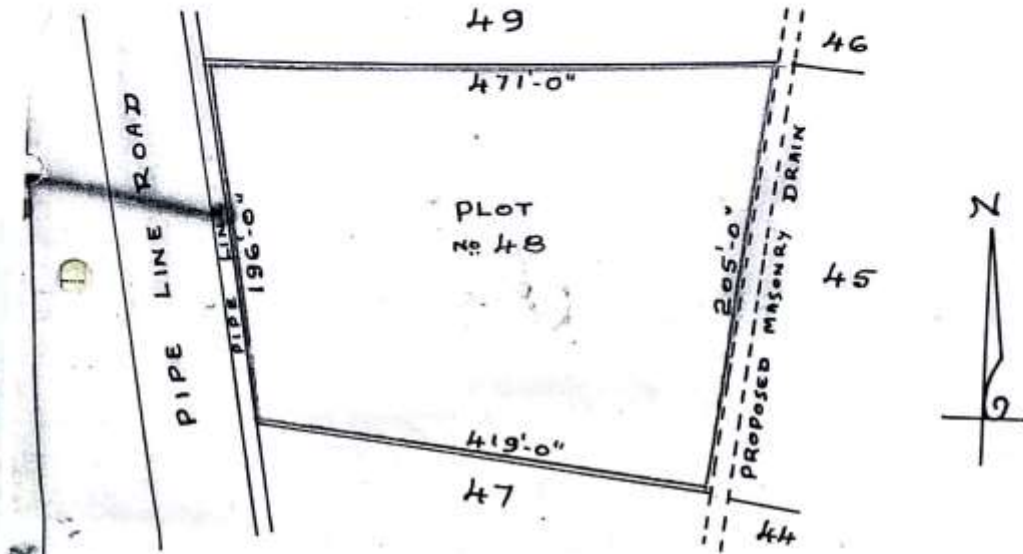 49
46
471'-0"
PIPE LINE ROAD
PIPE LINE
196'-0"
PLOT
No 48
205'-0"
PROPOSED MASONRY DRAIN
45
N
419'-0"
47
44